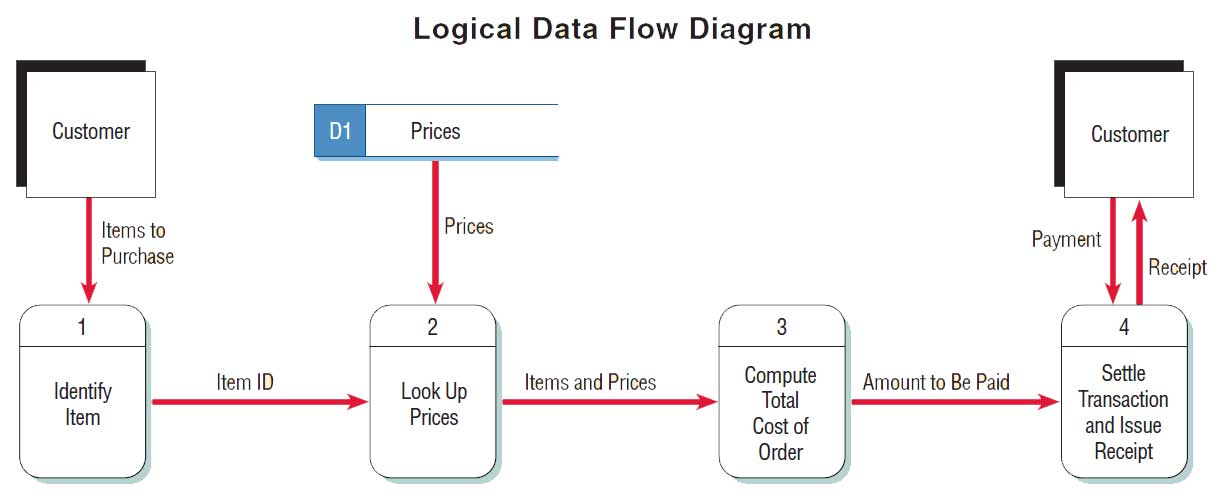 Logical Data Flow Diagram
Customer
D1 Prices
Customer
Items to
Purchase
Prices
Payment
Receipt
1
Identify
Item
Item ID
2
Look Up
Prices
Items and Prices
3
Compute
Total
Cost of
Order
Amount to Be Paid
4
Settle
Transaction
and Issue
Receipt